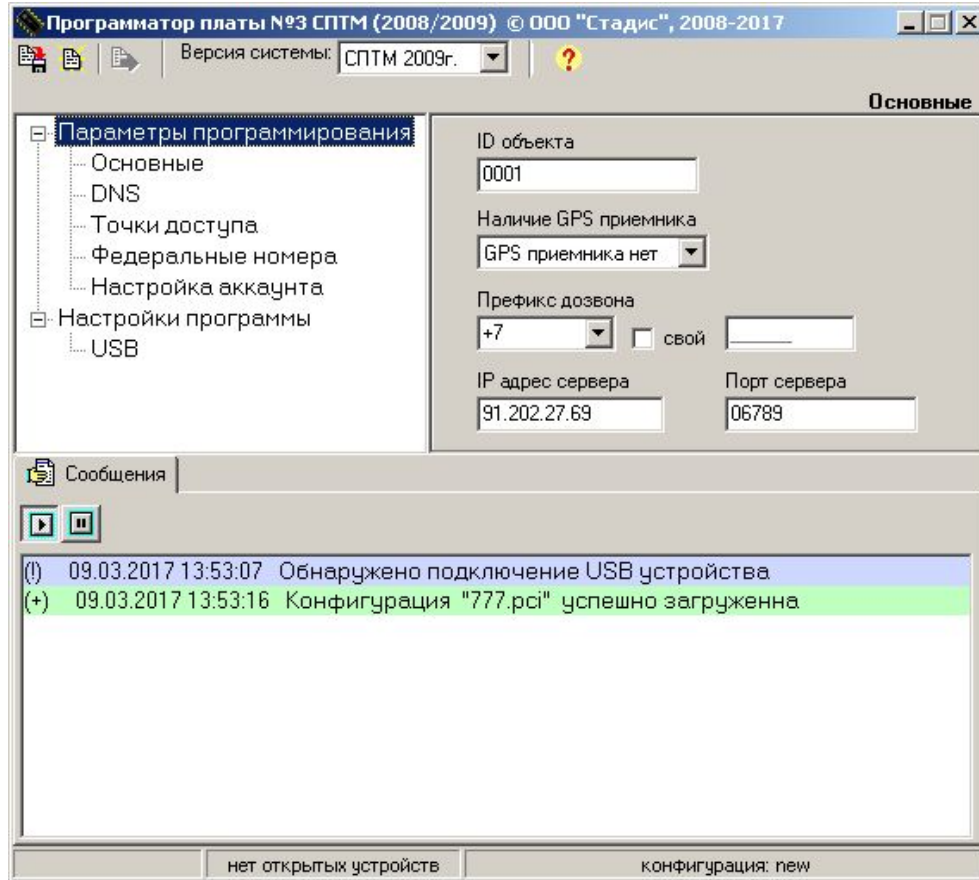 Программатор платы №3 СПТМ (2008/2009) © ООО "Стадис", 2008-2017
Версия системы: СПТМ 2009г.
Основные
Параметры программирования
Основные
DNS
Точки доступа
Федеральные номера
Настройка аккаунта
Настройки программы
USB
ID объекта
0001
Наличие GPS приемника
GPS приемника нет
Префикс дозвона
+7 свой
IP адрес сервера Порт сервера
91.202.27.69 06789
Сообщения
(!) 09.03.2017 13:53:07 Обнаружено подключение USB устройства
(+) 09.03.2017 13:53:16 Конфигурация "777.pci" успешно загруженна
нет открытых устройств конфигурация: new